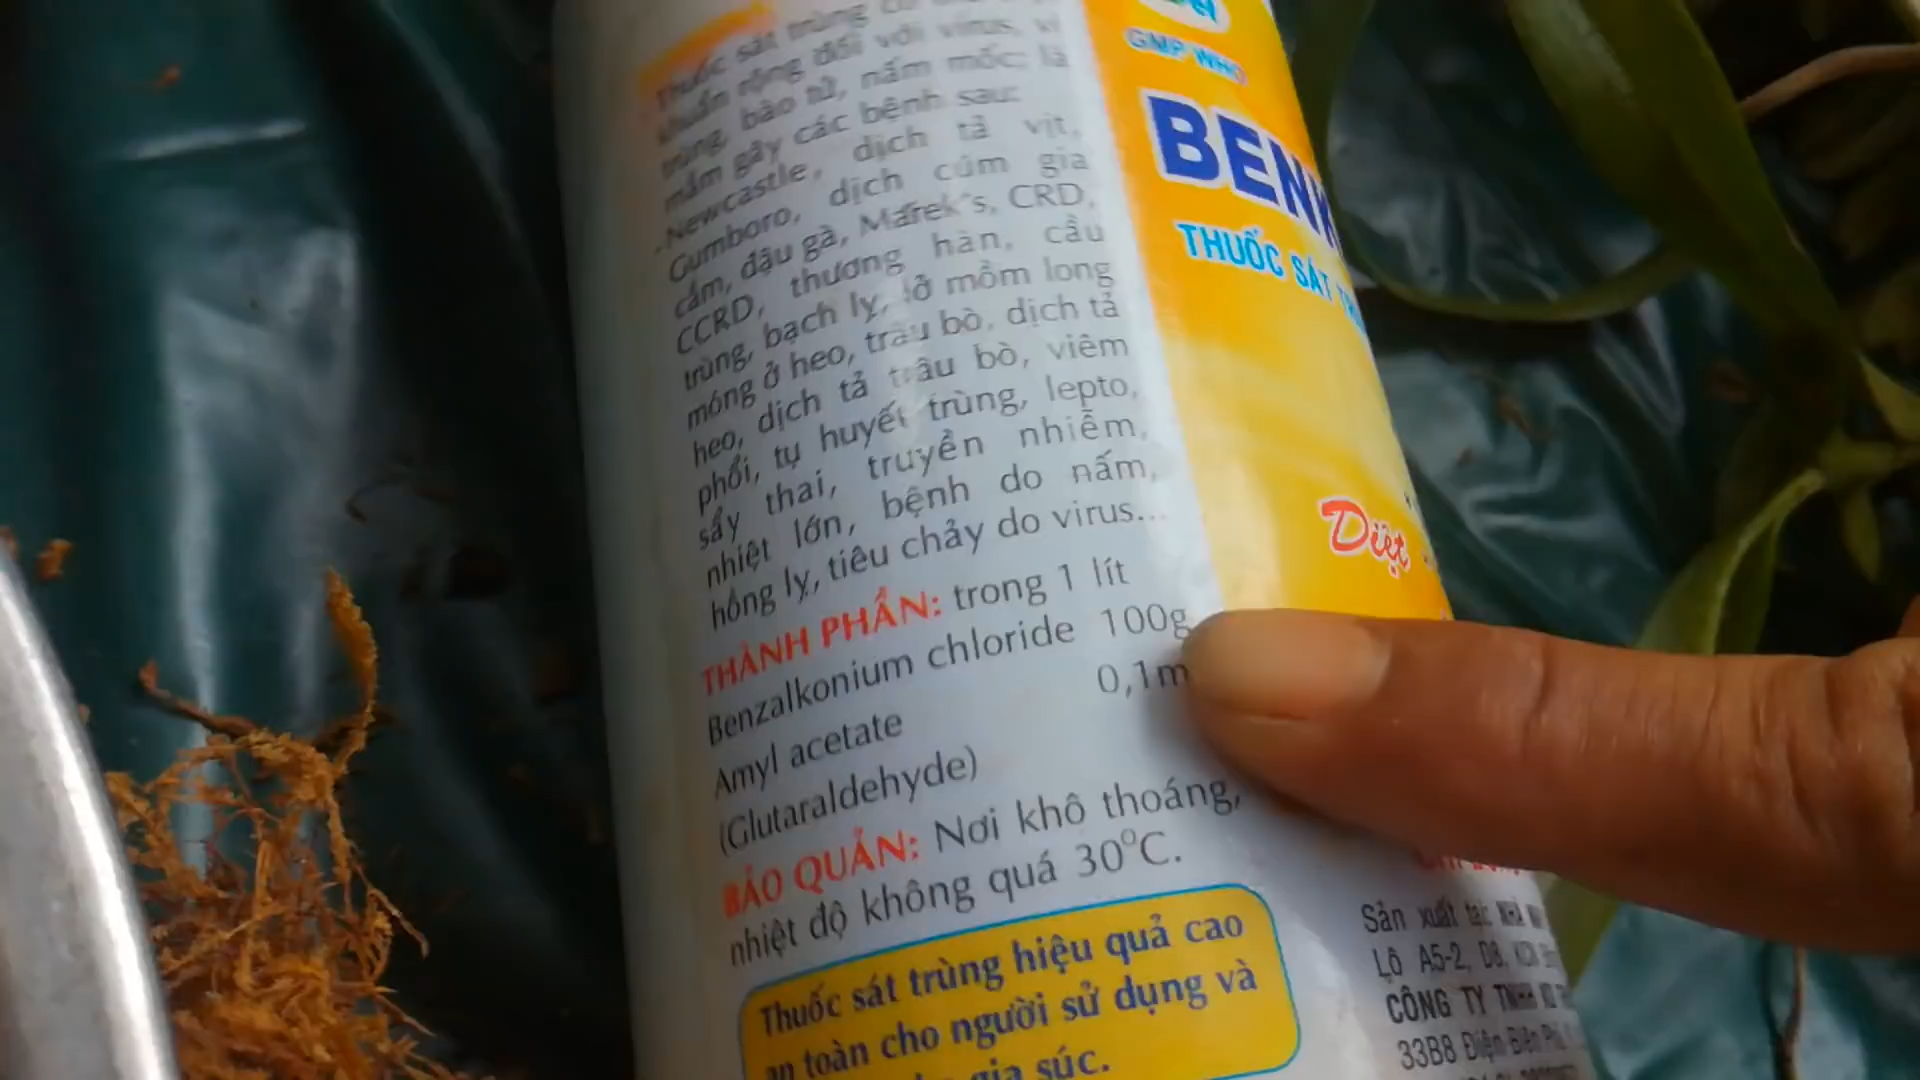 Thuốc sát trùng có
khuẩn rộng đối với virus, vi
trùng, bào tử, nấm mốc; là
mầm gây các bệnh sau:
- Newcastle, dịch tả vịt,
Gumboro, dịch cúm gia
cầm, đậu gà, Marek's, CRD,
CCRD, thương hàn, cầu
trùng, bạch lỵ, lở mồm long
móng ở heo, trâu bò, dịch tả
heo, dịch tả trâu bò, viêm
phổi, tụ huyết trùng, lepto,
sẩy thai, truyền nhiễm,
nhiệt lớn, bệnh do nấm,
hồng lỵ, tiêu chảy do virus...
THÀNH PHẦN: trong 1 lít
Benzalkonium chloride 100g
Amyl acetate 0,1m
(Glutaraldehyde)
BẢO QUẢN: Nơi khô thoáng,
nhiệt độ không quá 30°C.
Thuốc sát trùng hiệu quả cao
an toàn cho người sử dụng và
gia súc.
GMP WHO
BENK
THUỐC SÁT
Diệt
Sản xuất tại:
Lô A5-2, D8, KCN
CÔNG TY TNHH
33B8 Điện Biên